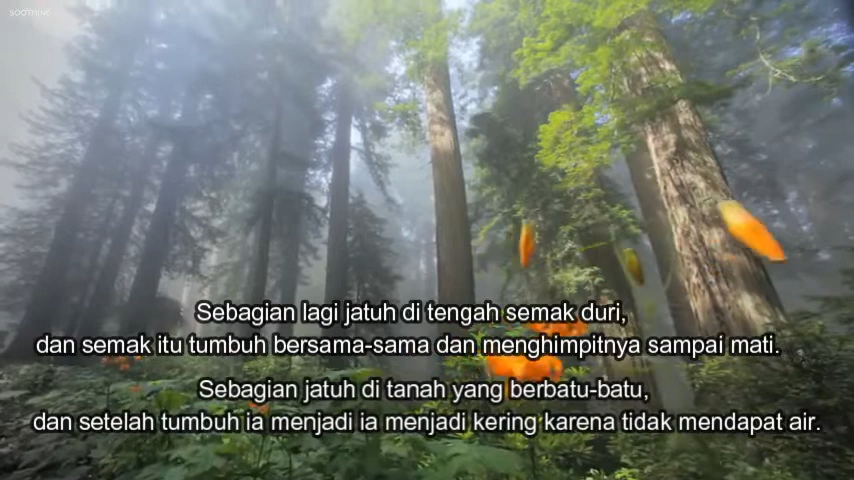 SOOTHING
Sebagian lagi jatuh di tengah semak duri,
dan semak itu tumbuh bersama-sama dan menghimpitnya sampai mati.
Sebagian jatuh di tanah yang berbatu-batu,
dan setelah tumbuh ia menjadi ia menjadi kering karena tidak mendapat air.